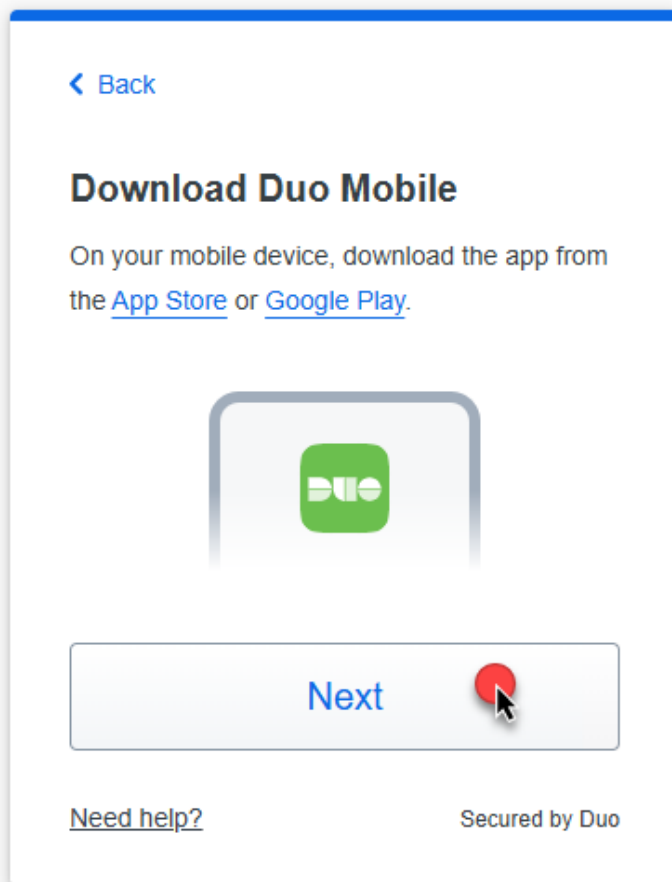 Back
Download Duo Mobile
On your mobile device, download the app from
the App Store or Google Play.
DUO
Next
Need help?
Secured by Duo